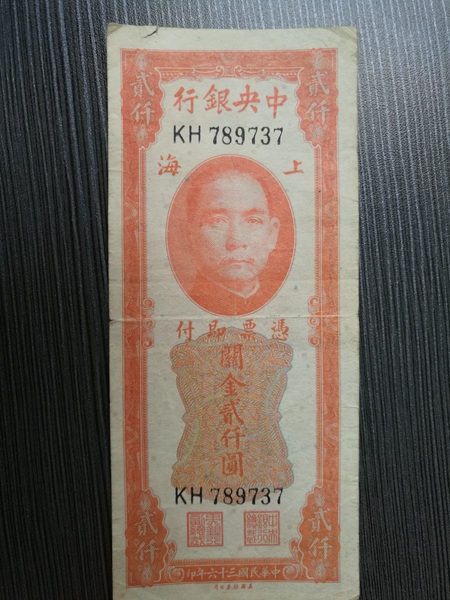 貳仟 貳仟
中央銀行
KH 789737
上海
憑票即付
關金貳仟圓
KH 789737
貳仟 貳仟
中華民國三十六年印